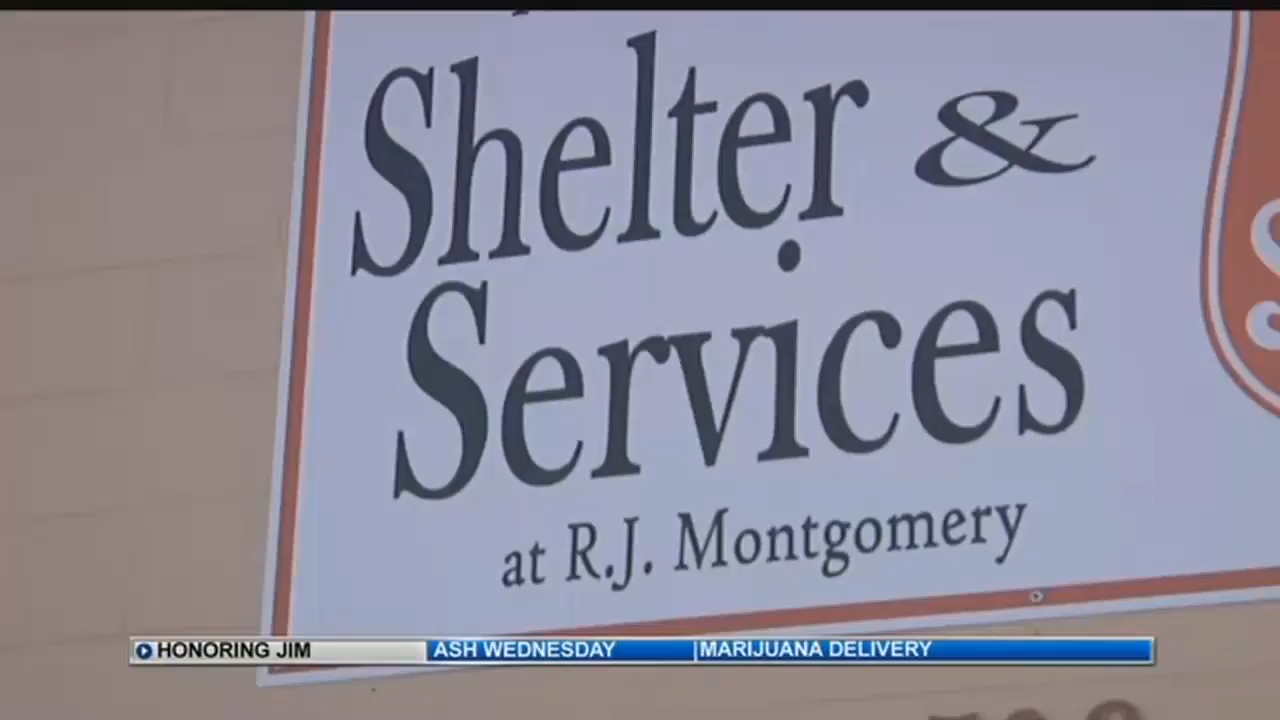 Shelter &
Services
at R.J. Montgomery
HONORING JIM ASH WEDNESDAY MARIJUANA DELIVERY